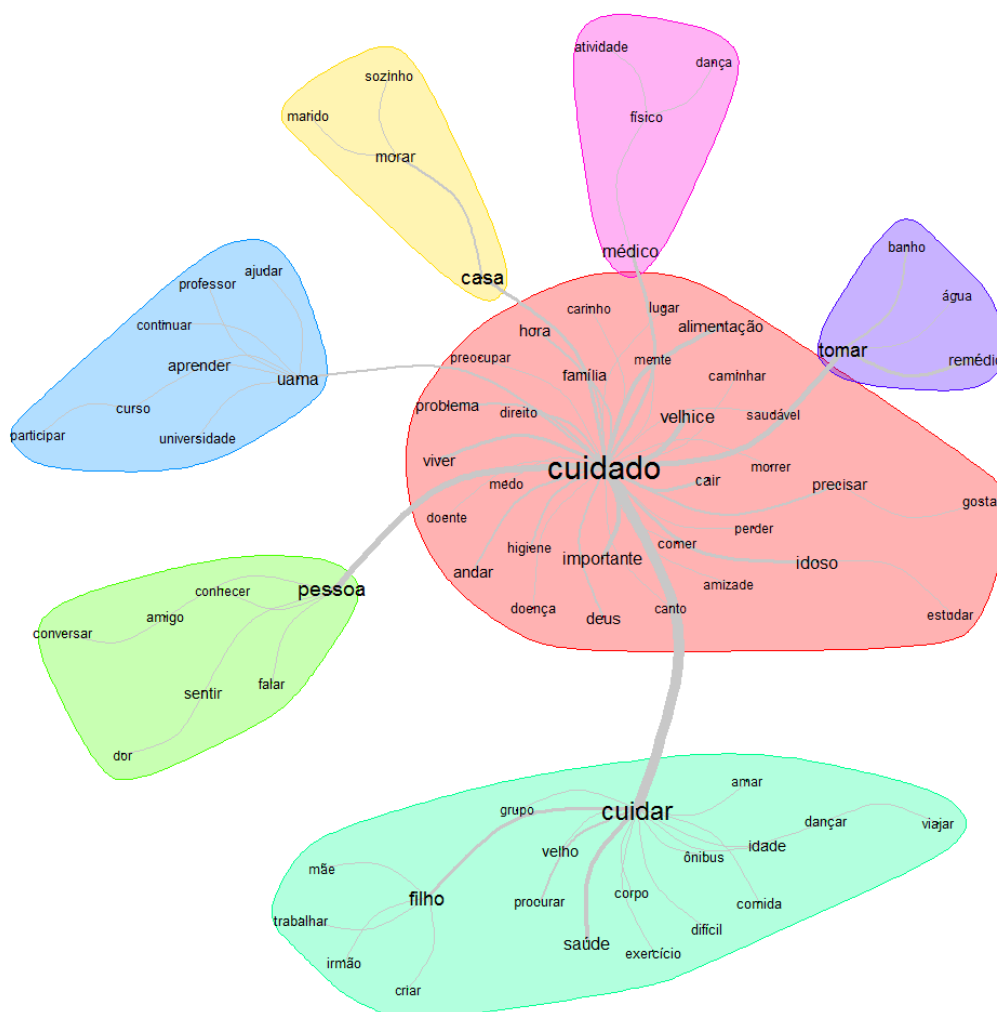 atividade
dança
sozinho
físico
marido
morar
banho
médico
ajudar
casa
professor
água
carinho
lugar
continuar
hora
alimentação
tomar
preocupar
mente
remédio
aprender
família
uama
caminhar
problema
direito
velhice
saudável
curso
participar
universidade
viver
cuidado
morrer
medo
cair
precisar
gosta
doente
perder
higiene
comer
importante
idoso
andar
amizade
pessoa
conhecer
doença
deus
canto
estudar
amigo
conversar
sentir
falar
dor
amar
grupo
cuidar
dançar
viajar
velho
idade
ônibus
mãe
corpo
filho
procurar
comida
trabalhar
difícil
saúde
exercício
irmão
criar